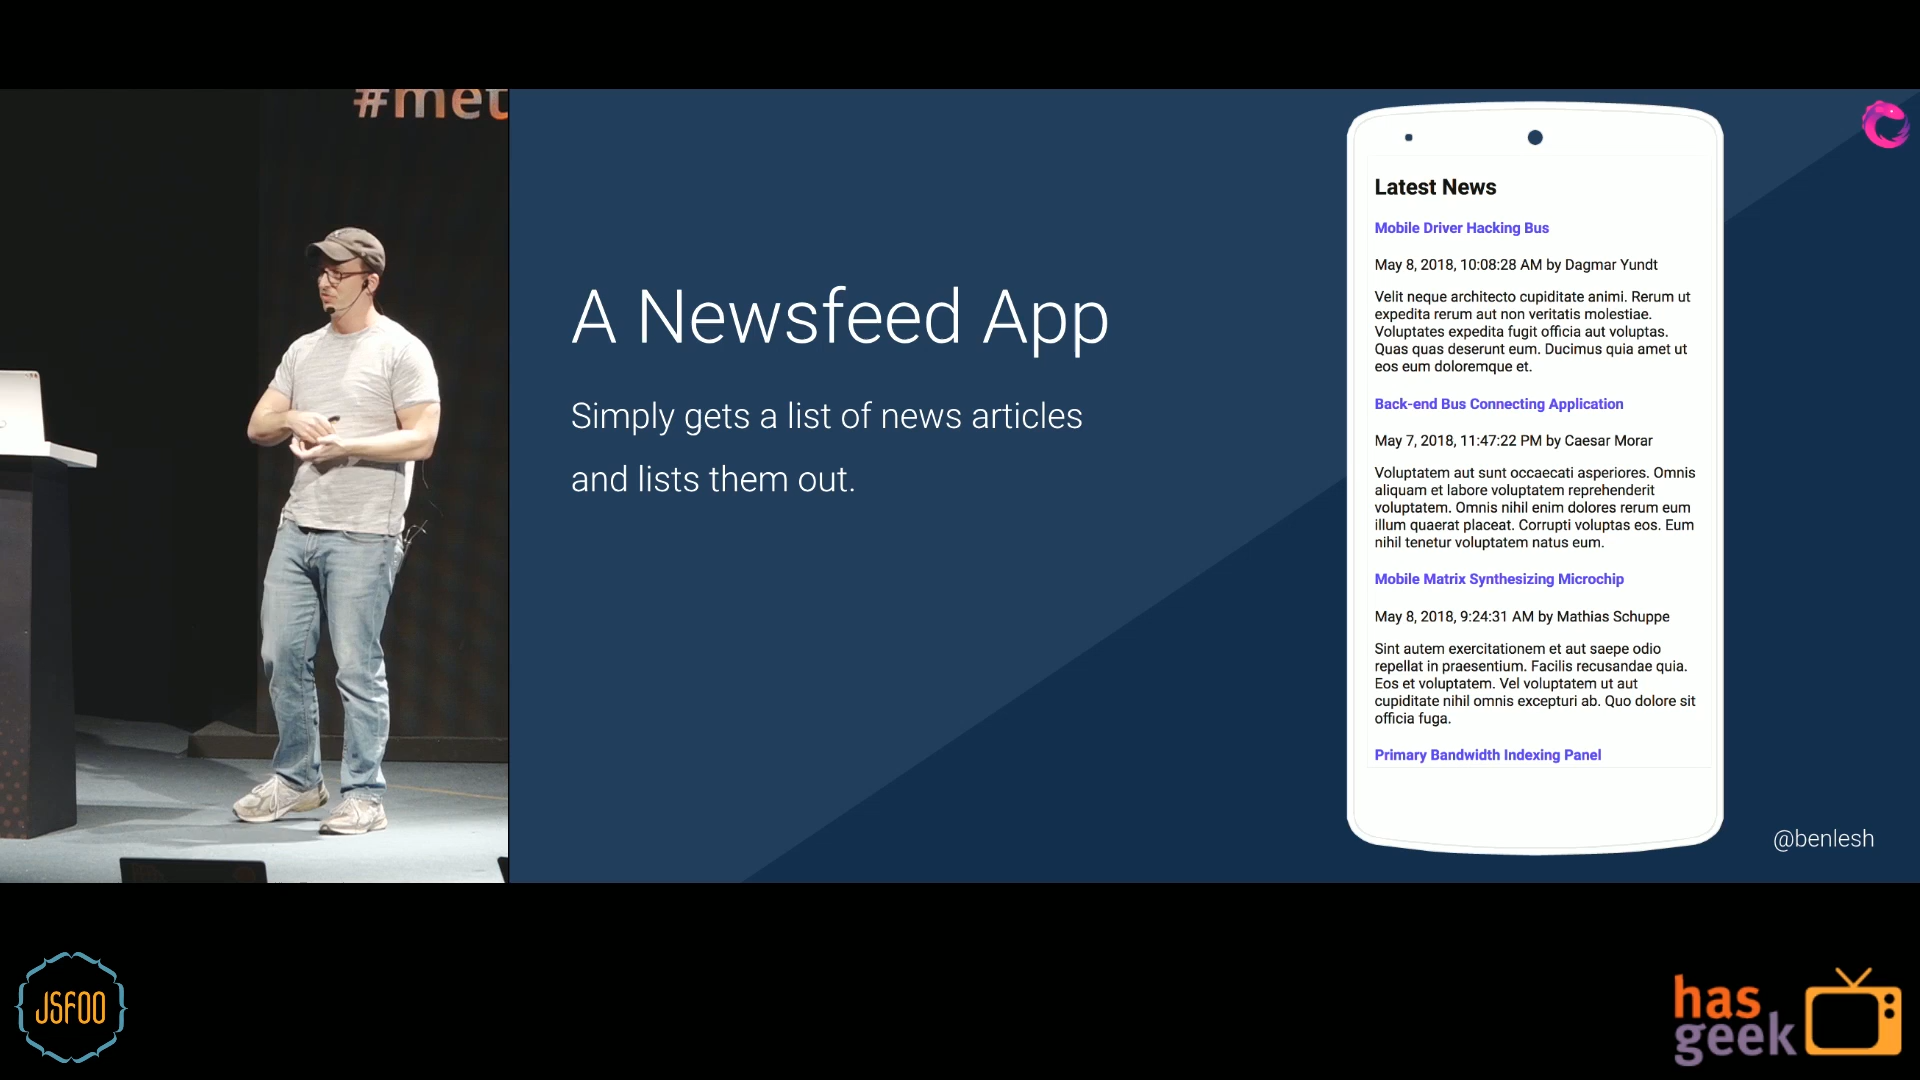 #met
A Newsfeed App
Simply gets a list of news articles
and lists them out.
Latest News
Mobile Driver Hacking Bus
May 8, 2018, 10:08:28 AM by Dagmar Yundt
Velit neque architecto cupiditate animi. Rerum ut
expedita rerum aut non veritatis molestiae.
Voluptates expedita fugit officia aut voluptas.
Quas quas deserunt eum. Ducimus quia amet ut
eos eum doloremque et.
Back-end Bus Connecting Application
May 7, 2018, 11:47:22 PM by Caesar Morar
Voluptatem aut sunt occaecati asperiores. Omnis
aliquam et labore voluptatem reprehenderit
voluptatem. Omnis nihil enim dolores rerum eum
illum quaerat placeat. Corrupti voluptas eos. Eum
nihil tenetur voluptatem natus eum.
Mobile Matrix Synthesizing Microchip
May 8, 2018, 9:24:31 AM by Mathias Schuppe
Sint autem exercitationem et aut saepe odio
repellat in praesentium. Facilis recusandae quia.
Eos et voluptatem. Vel voluptatem ut aut
cupiditate nihil omnis excepturi ab. Quo dolore sit
officia fuga.
Primary Bandwidth Indexing Panel
@benlesh
JSFOO
has
geek